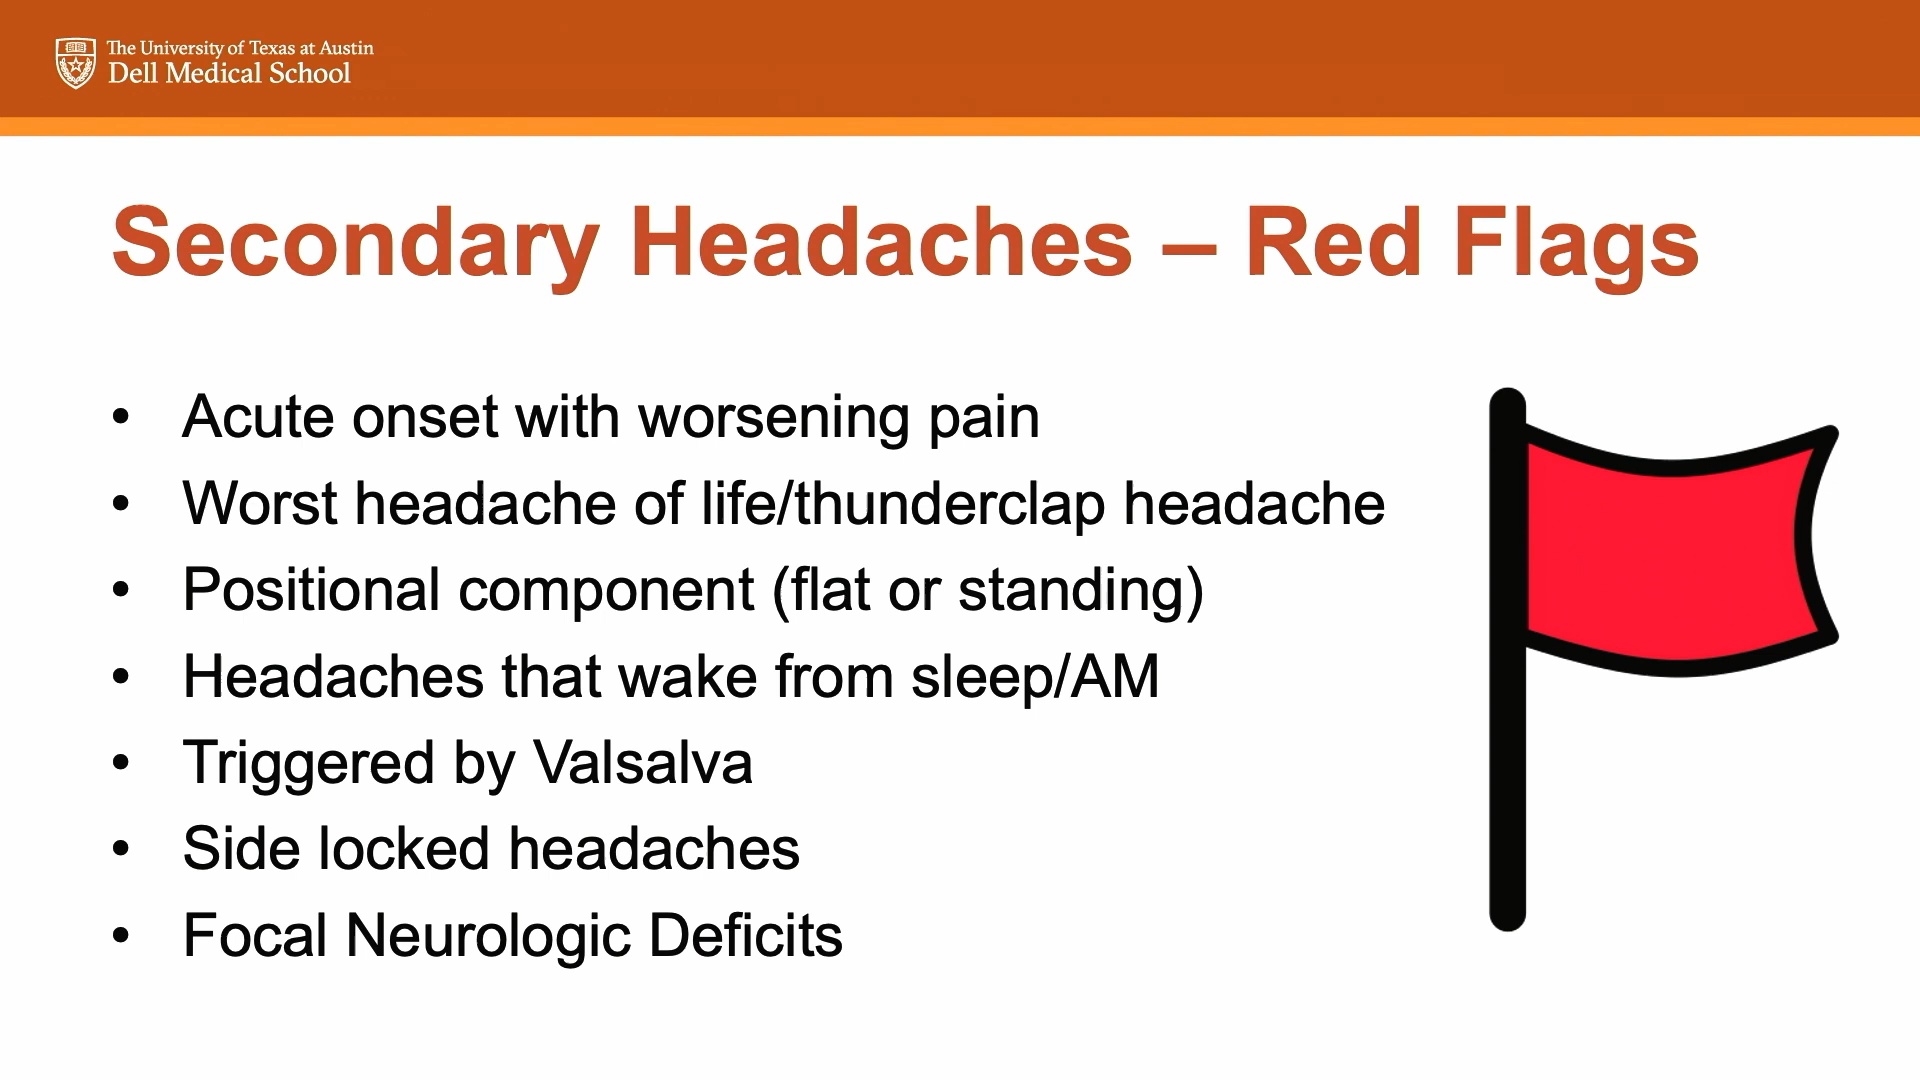 The University of Texas at Austin
Dell Medical School
Secondary Headaches – Red Flags
• Acute onset with worsening pain
• Worst headache of life/thunderclap headache
• Positional component (flat or standing)
• Headaches that wake from sleep/AM
• Triggered by Valsalva
• Side locked headaches
• Focal Neurologic Deficits